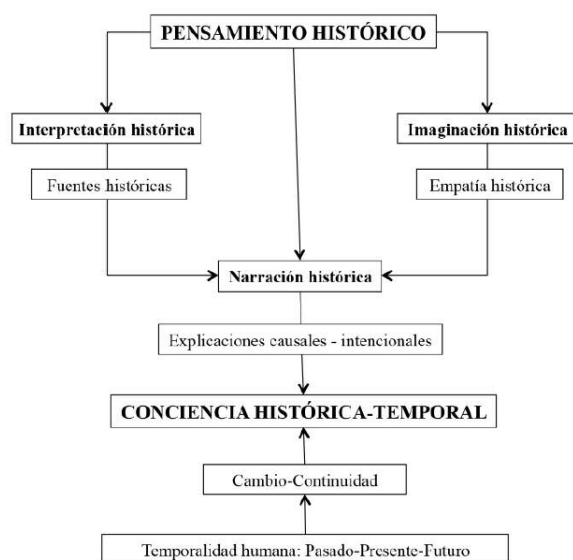 PENSAMIENTO HISTÓRICO
Interpretación histórica
Imaginación histórica
Fuentes históricas
Empatía histórica
Narración histórica
Explicaciones causales - intencionales
CONCIENCIA HISTÓRICA-TEMPORAL
Cambio-Continuidad
Temporalidad humana: Pasado-Presente-Futuro